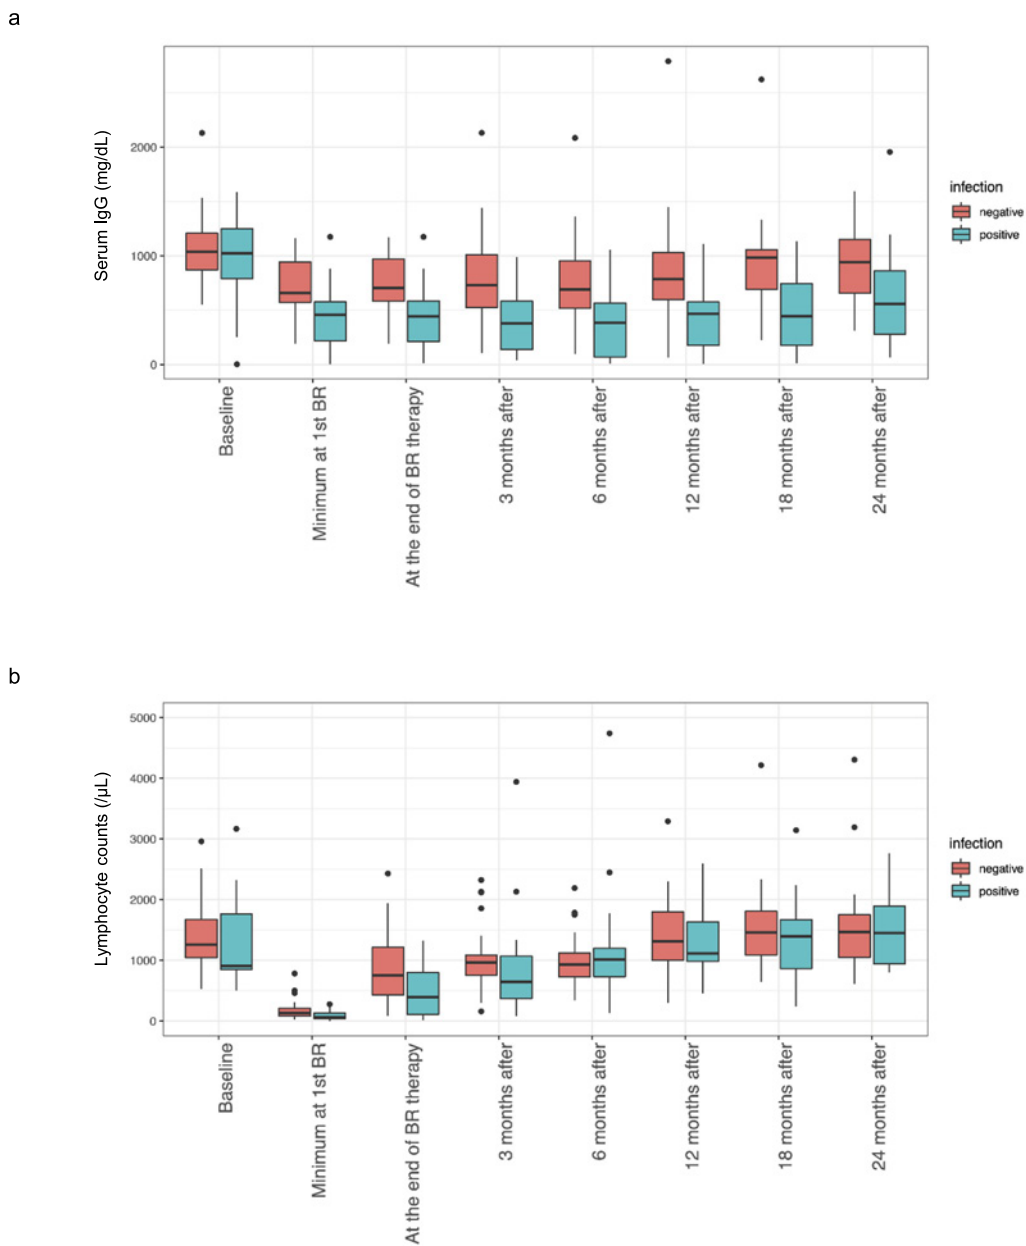 a
Serum IgG (mg/dL)
2000
1000
0
Baseline
Minimum at 1st BR
At the end of BR therapy
3 months after
6 months after
12 months after
18 months after
24 months after
infection
negative
positive
b
Lymphocyte counts (/μL)
5000
4000
3000
2000
1000
0
Baseline
Minimum at 1st BR
At the end of BR therapy
3 months after
6 months after
12 months after
18 months after
24 months after
infection
negative
positive